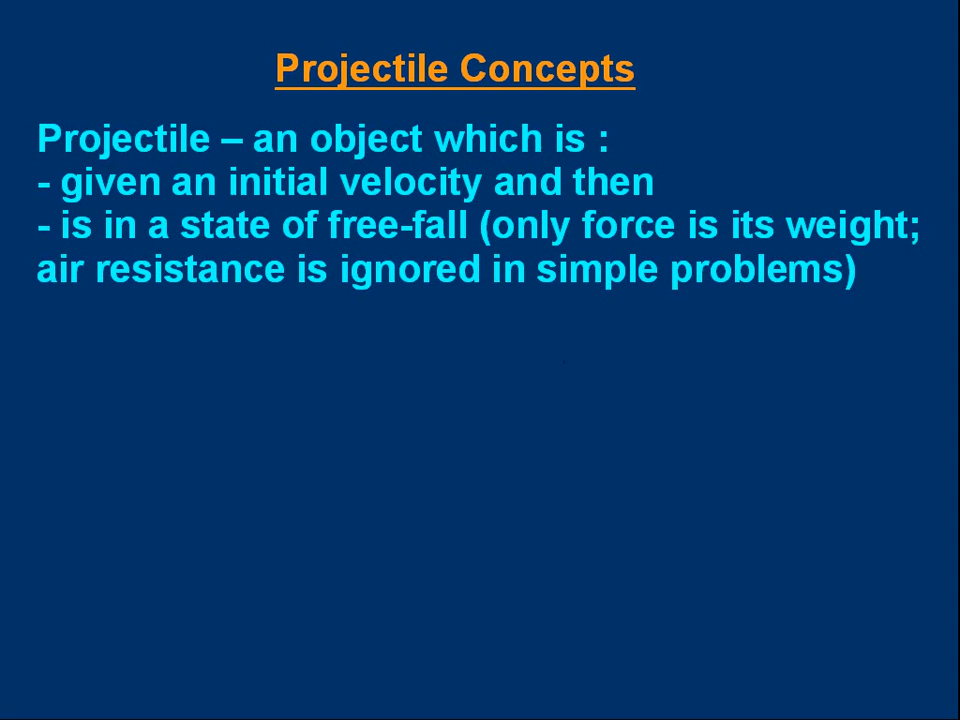 Projectile Concepts
Projectile – an object which is :
- given an initial velocity and then
- is in a state of free-fall (only force is its weight;
air resistance is ignored in simple problems)